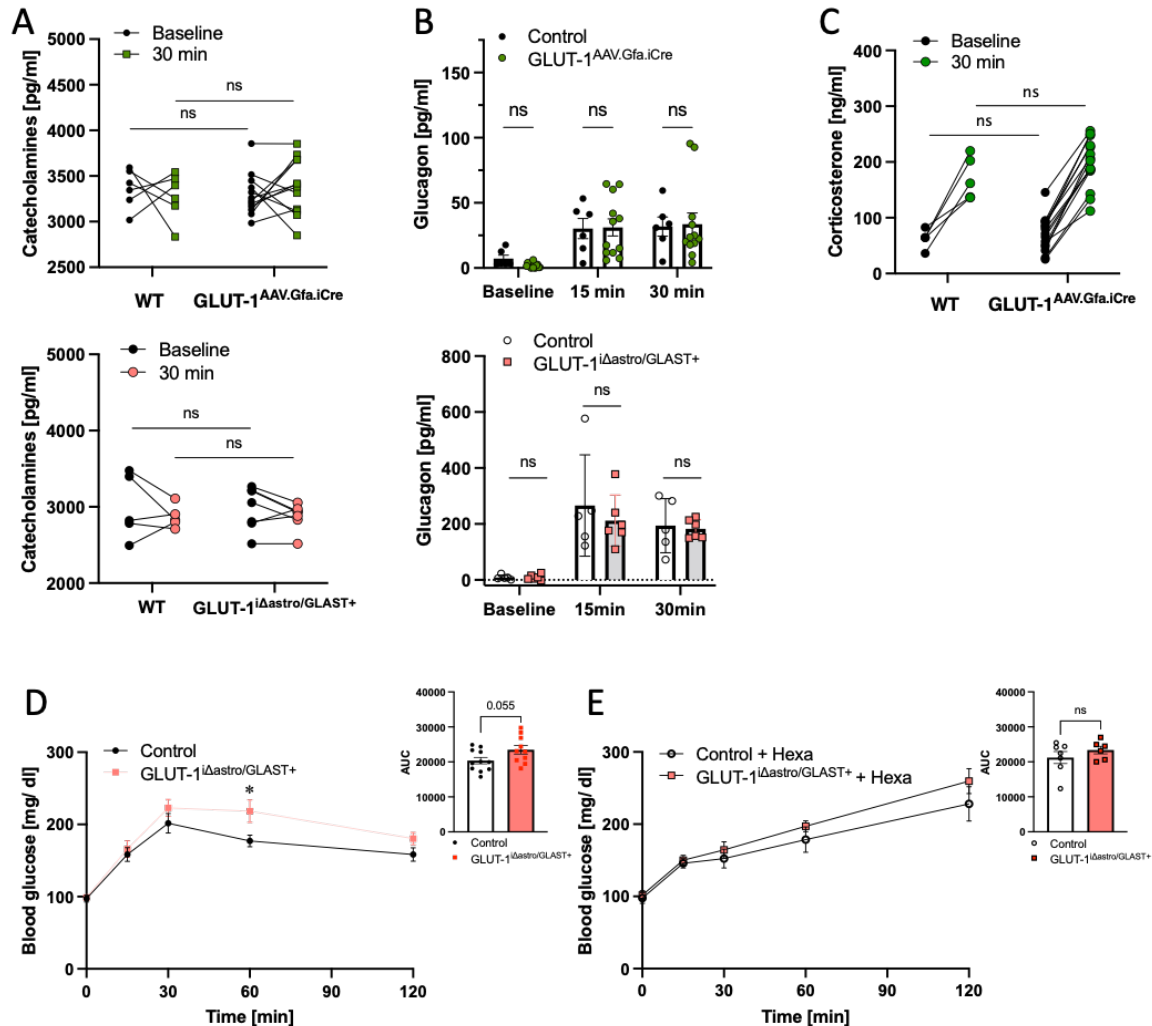 A
Baseline
30 min
5000
4500
4000
3500
3000
2500
Catecholamines [pg/ml]
ns
ns
WT
GLUT-1AAV.Gfa.iCre
Baseline
30 min
5000
4000
3000
2000
Catecholamines [pg/ml]
ns
ns
WT
GLUT-1iΔastro/GLAST+
B
Control
GLUT-1AAV.Gfa.iCre
150
100
50
0
Glucagon [pg/ml]
ns
ns
ns
Baseline
15 min
30 min
Control
GLUT-1iΔastro/GLAST+
800
600
400
200
0
Glucagon [pg/ml]
ns
ns
ns
Baseline
15min
30min
C
Baseline
30 min
400
300
200
100
0
Corticosterone [ng/ml]
ns
ns
WT
GLUT-1AAV.Gfa.iCre
D
Control
GLUT-1iΔastro/GLAST+
300
200
100
0
Blood glucose [mg/ dl]
*
0
30
60
90
120
Time [min]
40000
30000
20000
10000
0
AUC
0.055
Control
GLUT-1iΔastro/GLAST+
E
Control + Hexa
GLUT-1iΔastro/GLAST+ + Hexa
300
200
100
0
Blood glucose [mg/ dl]
0
30
60
90
120
Time [min]
40000
30000
20000
10000
0
AUC
ns
Control
GLUT-1iΔastro/GLAST+